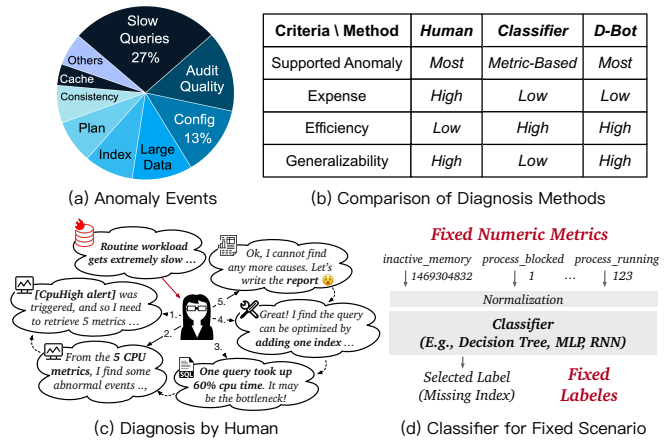 Slow
Queries
27%
Audit
Quality
Config
13%
Large
Data
Index
Plan
Consistency
Cache
Others
(a) Anomaly Events
Criteria \ Method Human Classifier D-Bot
Supported Anomaly Most Metric-Based Most
Expense High Low Low
Efficiency Low High High
Generalizability High Low High
(b) Comparison of Diagnosis Methods
Routine workload
gets extremely slow ...
[CpuHigh alert] was
triggered, and so I need
to retrieve 5 metrics ...
1.
2.
From the 5 CPU
metrics, I find some
abnormal events ..,
3.
SQL
One query took up
60% cpu time. It may
be the bottleneck!
4.
Great! I find the query
can be optimized by
adding one index ...
5.
Ok, I cannot find
any more causes. Let's
write the report 😮
(c) Diagnosis by Human
Fixed Numeric Metrics
inactive_memory process_blocked process_running
1469304832 1 ... 123
Normalization
Classifier
(E.g., Decision Tree, MLP, RNN)
Selected Label
(Missing Index)
Fixed
Labeles
(d) Classifier for Fixed Scenario